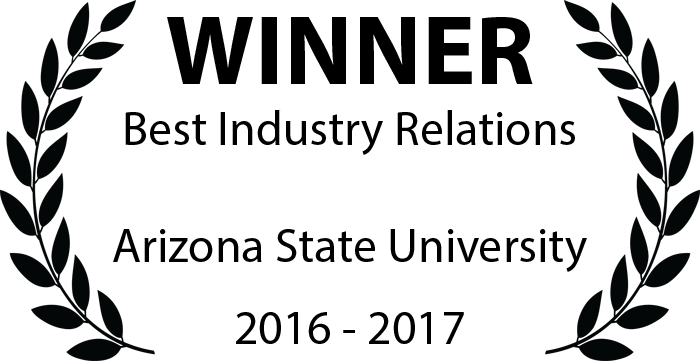 WINNER
Best Industry Relations
Arizona State University
2016 - 2017